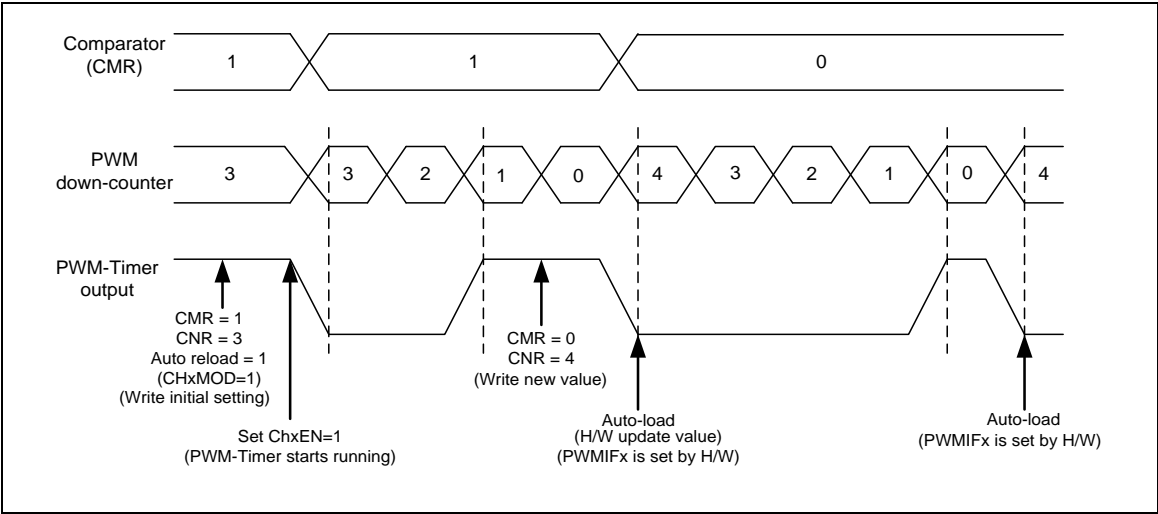 Comparator
(CMR)
1 1 0
PWM
down-counter
3 3 2 1 0 4 3 2 1 0 4
PWM-Timer
output
CMR = 1
CNR = 3
Auto reload = 1
(CHxMOD=1)
(Write initial setting)
Set ChxEN=1
(PWM-Timer starts running)
CMR = 0
CNR = 4
(Write new value)
Auto-load
(H/W update value)
(PWMIFx is set by H/W)
Auto-load
(PWMIFx is set by H/W)